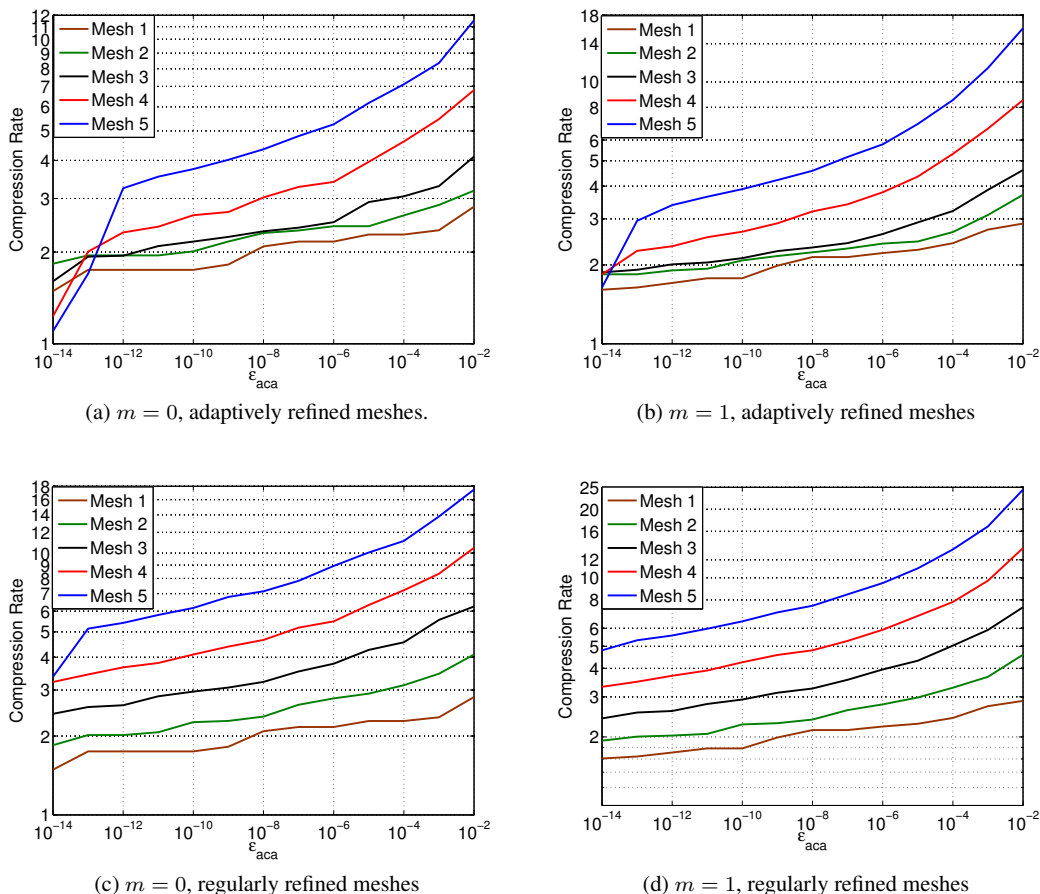 12
11
10
9
8
7
6
5
4
3
2
1
Compression Rate
Mesh 1
Mesh 2
Mesh 3
Mesh 4
Mesh 5
10^-14 10^-12 10^-10 10^-8 10^-6 10^-4 10^-2
ε_aca
(a) m = 0, adaptively refined meshes.
18
14
10
8
6
5
4
3
2
1
Compression Rate
Mesh 1
Mesh 2
Mesh 3
Mesh 4
Mesh 5
10^-14 10^-12 10^-10 10^-8 10^-6 10^-4 10^-2
ε_aca
(b) m = 1, adaptively refined meshes
18
16
14
12
10
9
8
7
6
5
4
3
2
1
Compression Rate
Mesh 1
Mesh 2
Mesh 3
Mesh 4
Mesh 5
10^-14 10^-12 10^-10 10^-8 10^-6 10^-4 10^-2
ε_aca
(c) m = 0, regularly refined meshes
25
20
16
12
10
8
6
5
4
3
2
Compression Rate
Mesh 1
Mesh 2
Mesh 3
Mesh 4
Mesh 5
10^-14 10^-12 10^-10 10^-8 10^-6 10^-4 10^-2
ε_aca
(d) m = 1, regularly refined meshes